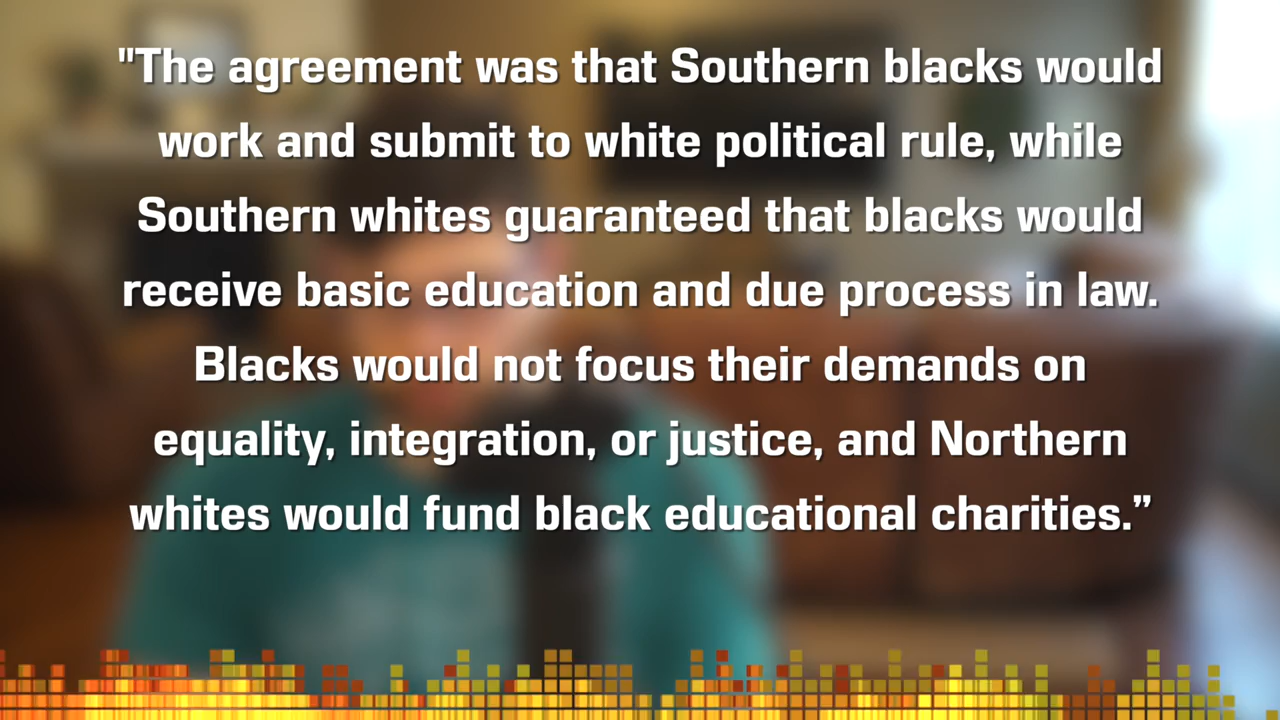 "The agreement was that Southern blacks would
work and submit to white political rule, while
Southern whites guaranteed that blacks would
receive basic education and due process in law.
Blacks would not focus their demands on
equality, integration, or justice, and Northern
whites would fund black educational charities.”